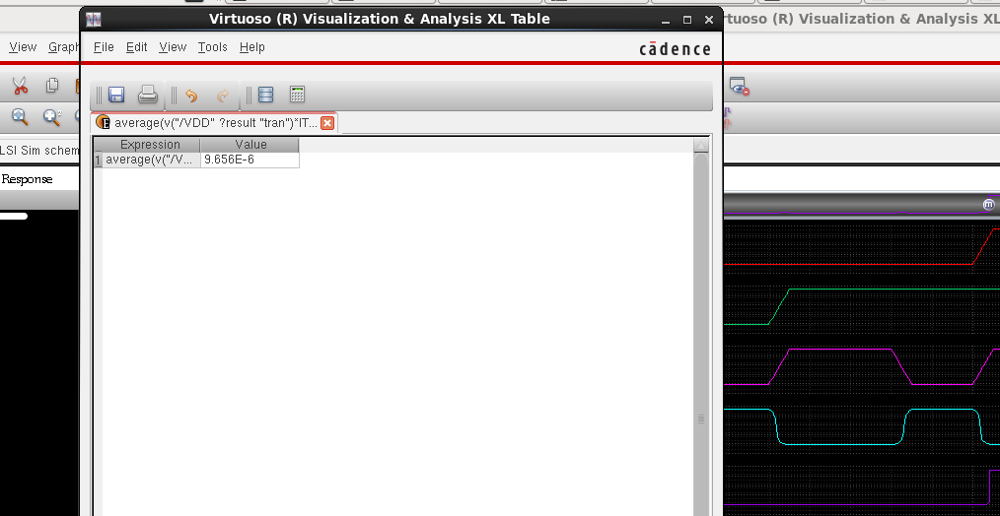 Virtuoso (R) Visualization & Analysis XL Table
rtuoso (R) Visualization & Analysis XL
View Graph
File Edit View Tools Help
cādence
average(v("/VDD" ?result "tran")*IT...
LSI Sim schem
Expression Value
1 average(v("/V... 9.656E-6
Response
m